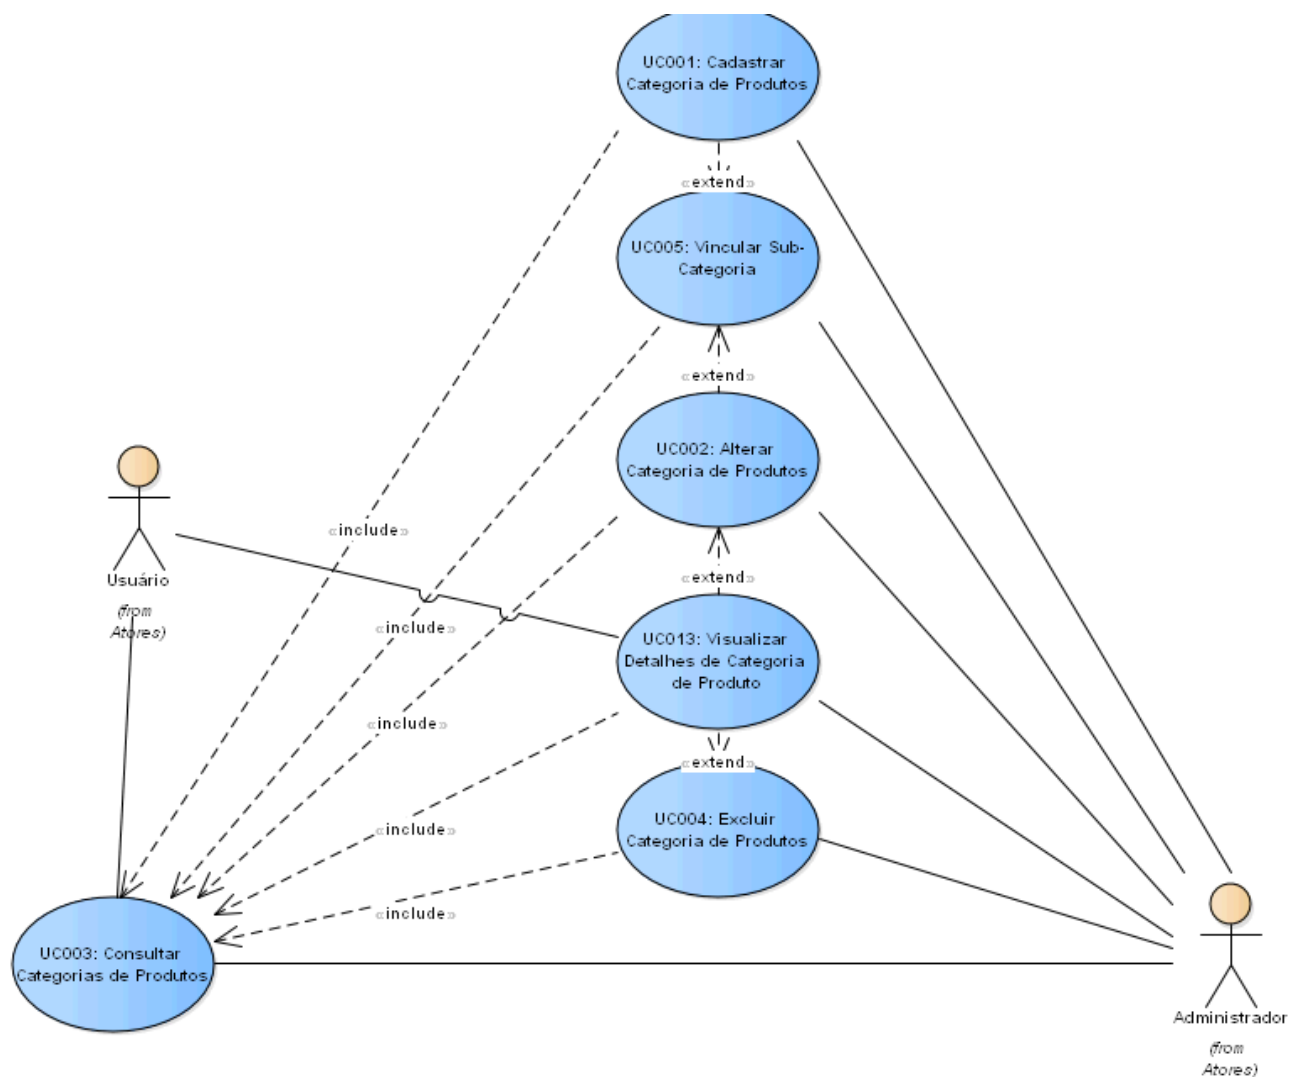 UC001: Cadastrar
Categoria de Produtos
«extend»
UC005: Vincular Sub-
Categoria
«extend»
UC002: Alterar
Categoria de Produtos
«include»
Usuário
(from
Atores)
«extend»
«include»
UC013: Visualizar
Detalhes de Categoria
de Produto
«include»
«extend»
UC004: Excluir
Categoria de Produtos
«include»
«include»
UC003: Consultar
Categorias de Produtos
Administrador
(from
Atores)